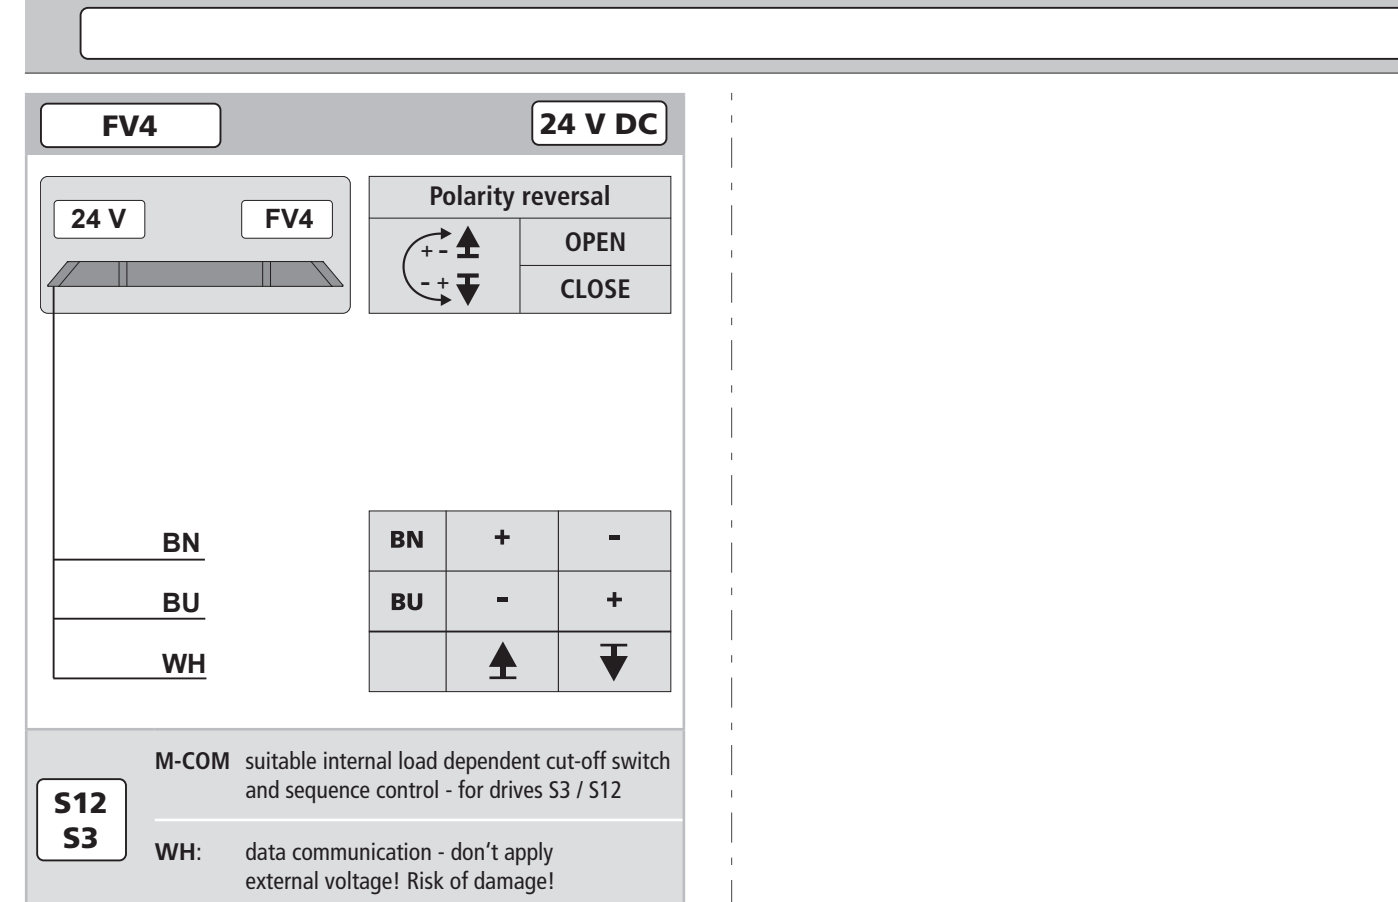 FV4
24 V DC
24 V
FV4
Polarity reversal
+ -
OPEN
- +
CLOSE
BN
BU
WH
BN + -
BU - +
S12
S3
M-COM suitable internal load dependent cut-off switch
and sequence control - for drives S3 / S12
WH: data communication - don‘t apply
external voltage! Risk of damage!